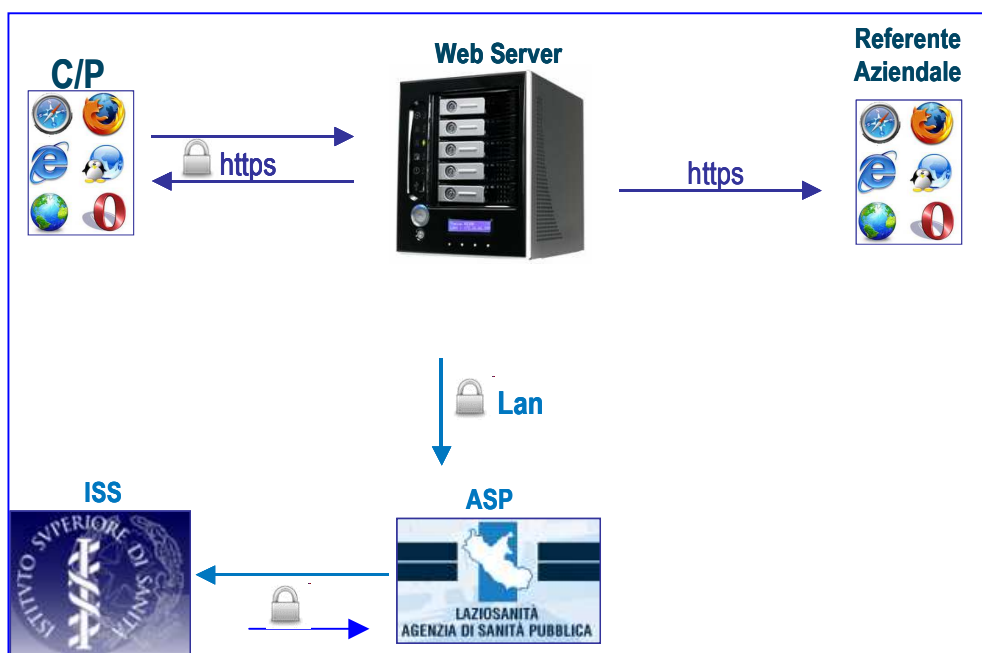 C/P
Web Server
Referente
Aziendale
https
https
Lan
ISS
ASP
ISTITVTO SVPERIORE DI SANITÀ
LAZIOSANITÀ
AGENZIA DI SANITÀ PUBBLICA